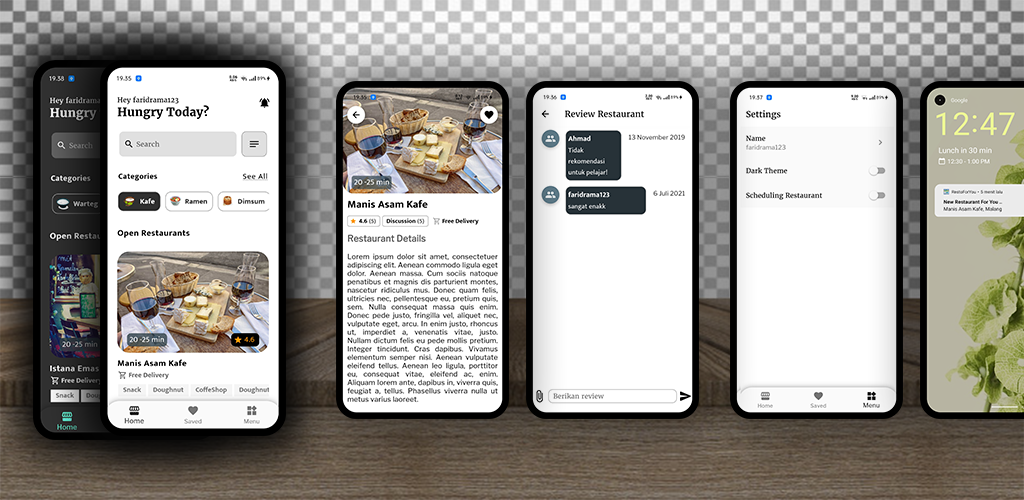 19.38
Hey faridrama
Hungry
Search
Categories
Warteg
Open Restau
20 -25 min
Istana Emas
Free Delivery
Snack
Dou
Home
19.35
Hey faridrama123
Hungry Today?
Search
Categories
See All
Kafe
Ramen
Dimsum
Open Restaurants
20 -25 min
4.6
Manis Asam Kafe
Free Delivery
Snack
Doughnut
CoffeShop
Doughnut
Home
Saved
Menu
19.35
20 -25 min
Manis Asam Kafe
4.6 (5)
Discussion (5)
Free Delivery
Restaurant Details
Lorem ipsum dolor sit amet, consectetuer
adipiscing elit. Aenean commodo ligula eget
dolor. Aenean massa. Cum sociis natoque
penatibus et magnis dis parturient montes,
nascetur ridiculus mus. Donec quam felis,
ultricies nec, pellentesque eu, pretium quis,
sem. Nulla consequat massa quis enim.
Donec pede justo, fringilla vel, aliquet nec,
vulputate eget, arcu. In enim justo, rhoncus
ut, imperdiet a, venenatis vitae, justo.
Nullam dictum felis eu pede mollis pretium.
Integer tincidunt. Cras dapibus. Vivamus
elementum semper nisi. Aenean vulputate
eleifend tellus. Aenean leo ligula, porttitor
eu, consequat vitae, eleifend ac, enim.
Aliquam lorem ante, dapibus in, viverra quis,
feugiat a, tellus. Phasellus viverra nulla ut
metus varius laoreet.
19.36
Review Restaurant
Ahmad
Tidak
rekomendasi
untuk pelajar!
13 November 2019
faridrama123
sangat enakk
6 Juli 2021
Berikan review
19.37
Settings
Name
faridrama123
Dark Theme
Scheduling Restaurant
Home
Saved
Menu
Google
12:47
Lunch in 30 min
12:30 - 1:00 PM
RestoForYou • 5 menit lalu
New Restaurant For You ...
Manis Asam Kafe, Malang